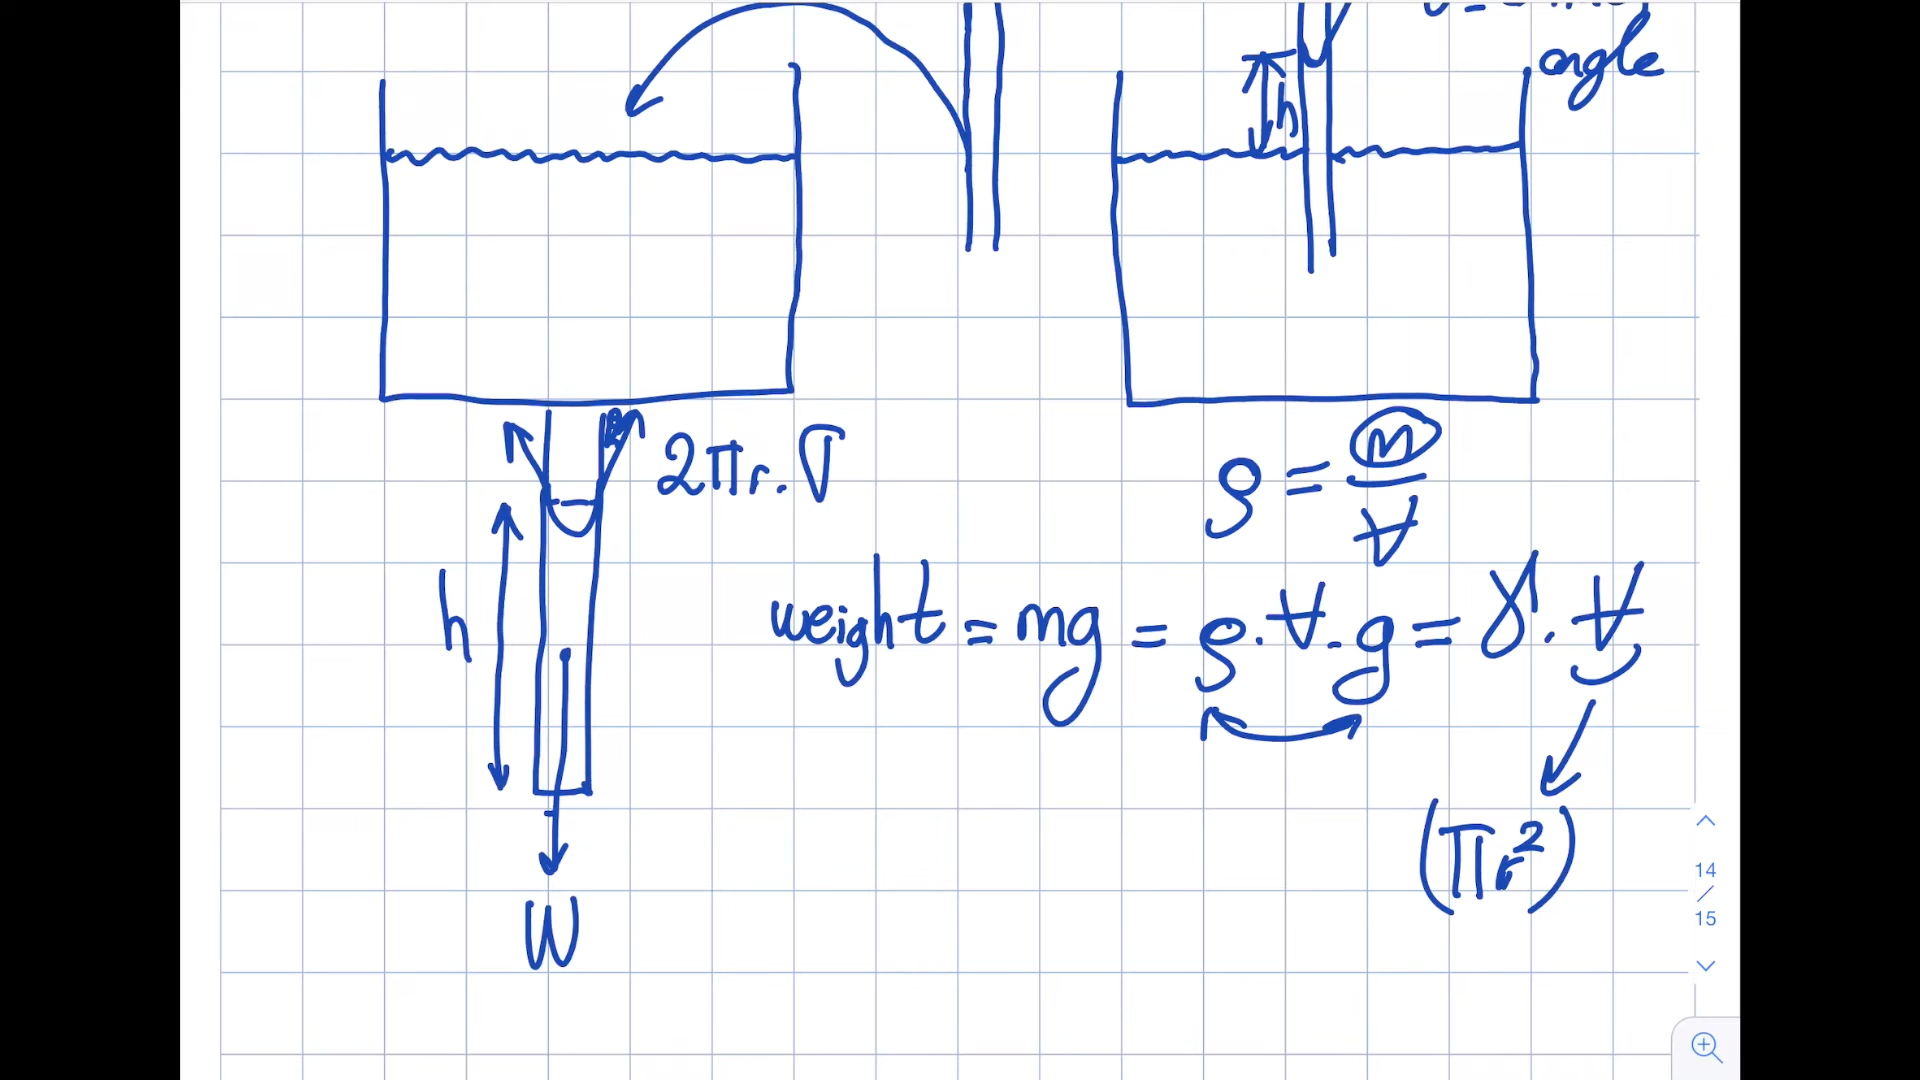 angle
h
2πr.σ
ρ = m/∀
h
weight = mg = ρ.∀.g = γ.∀
(πr²)
W
14
/
15